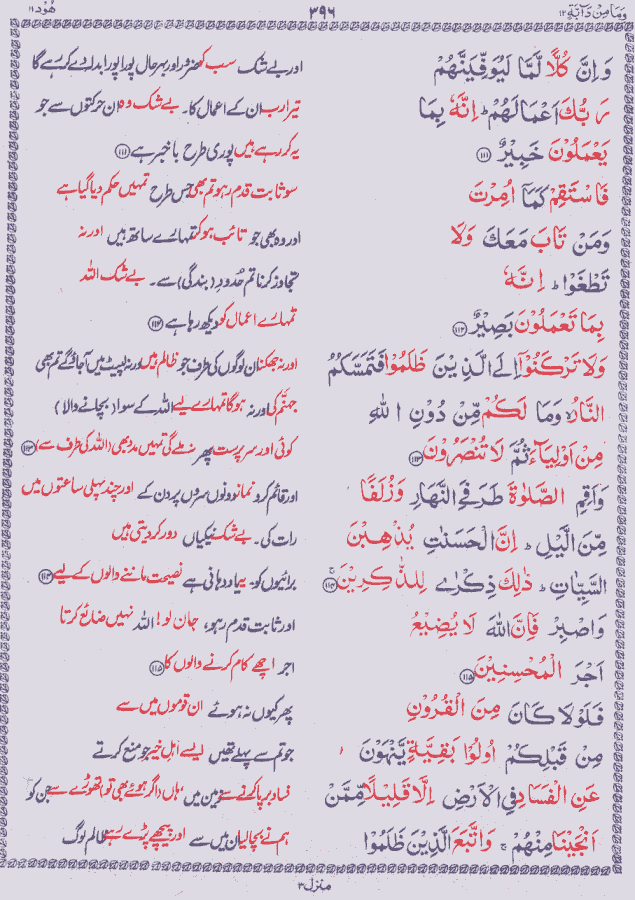 وَمَا مِنْ دَآبَّةٍ ١٢
٣٩٦
هُوْد ١١
وَاِنَّ كُلًّا لَّمَّا لَيُوَفِّيَنَّهُمْ
اور بے شک سب کو ضرور اور بہر حال پورا پورا بدلہ دے کر رہے گا
رَبُّكَ اَعْمَالَهُمْ ؕ اِنَّهٗ بِمَا
تیرا رب ان کے اعمال کا۔ بے شک وہ ان حرکتوں سے جو
يَعْمَلُوْنَ خَبِيْرٌ ﴿۱۱۱﴾
یہ کر رہے ہیں پوری طرح باخبر ہے ﴿۱۱۱﴾
فَاسْتَقِمْ كَمَآ اُمِرْتَ
سو ثابت قدم رہو تم بھی جس طرح تمہیں حکم دیا گیا ہے
وَمَنْ تَابَ مَعَكَ وَلَا
اور وہ بھی جو تائب ہو کر تمہارے ساتھ ہیں اور نہ
تَطْغَوْا ؕ اِنَّهٗ
تجاوز کرنا تم حُدودِ (بندگی) سے۔ بے شک اللہ
بِمَا تَعْمَلُوْنَ بَصِيْرٌ ﴿۱۱۲﴾
تمہارے اعمال کو دیکھ رہا ہے ﴿۱۱۲﴾
وَلَا تَرْكَنُوْٓا اِلَى الَّذِيْنَ ظَلَمُوْا فَتَمَسَّكُمُ
اور نہ جھکنا ان لوگوں کی طرف جو ظالم ہیں ورنہ لپیٹ میں آجاؤ گے تم بھی
النَّارُ ۙ وَمَا لَكُمْ مِّنْ دُوْنِ اللّٰهِ
جہنّم کی اور نہ ہوگا تمہارے لیے اللہ کے سوا (بچانے والا)
مِنْ اَوْلِيَآءَ ثُمَّ لَا تُنْصَرُوْنَ ﴿۱۱۳﴾
کوئی اور سرپرست پھر نہ ملے گی تمہیں مدد بھی (اللہ کی طرف سے) ﴿۱۱۳﴾
وَاَقِمِ الصَّلٰوةَ طَرَفَيِ النَّهَارِ وَزُلَفًا
اور قائم کرو نماز دونوں سروں پر دن کے اور چند پہلی ساعتوں میں
مِّنَ الَّيْلِ ؕ اِنَّ الْحَسَنٰتِ يُذْهِبْنَ
رات کی۔ بے شک نیکیاں دور کر دیتی ہیں
السَّيِّاٰتِ ؕ ذٰلِكَ ذِكْرٰى لِلذّٰكِرِيْنَ ﴿۱۱۴﴾
برائیوں کو۔ یہ یاد دہانی ہے نصیحت ماننے والوں کے لیے ﴿۱۱۴﴾
وَاصْبِرْ فَاِنَّ اللّٰهَ لَا يُضِيْعُ
اور ثابت قدم رہو، جان لو! اللہ نہیں ضائع کرتا
اَجْرَ الْمُحْسِنِيْنَ ﴿۱۱۵﴾
اجر اچھے کام کرنے والوں کا ﴿۱۱۵﴾
فَلَوْلَا كَانَ مِنَ الْقُرُوْنِ
پھر کیوں نہ ہوئے ان قوموں میں سے
مِنْ قَبْلِكُمْ اُولُوْا بَقِيَّةٍ يَّنْهَوْنَ
جو تم سے پہلے تھیں ایسے اہلِ خیر جو منع کرتے
عَنِ الْفَسَادِ فِي الْاَرْضِ اِلَّا قَلِيْلًا مِّمَّنْ
فساد برپا کرنے سے زمین میں ہاں (اگر ہوئے بھی تو) تھوڑے سے جن کو
اَنْجَيْنَا مِنْهُمْ ۚ وَاتَّبَعَ الَّذِيْنَ ظَلَمُوْا
ہم نے بچا لیا ان میں سے اور پیچھے پڑے رہے ظالم لوگ
منزل ٣